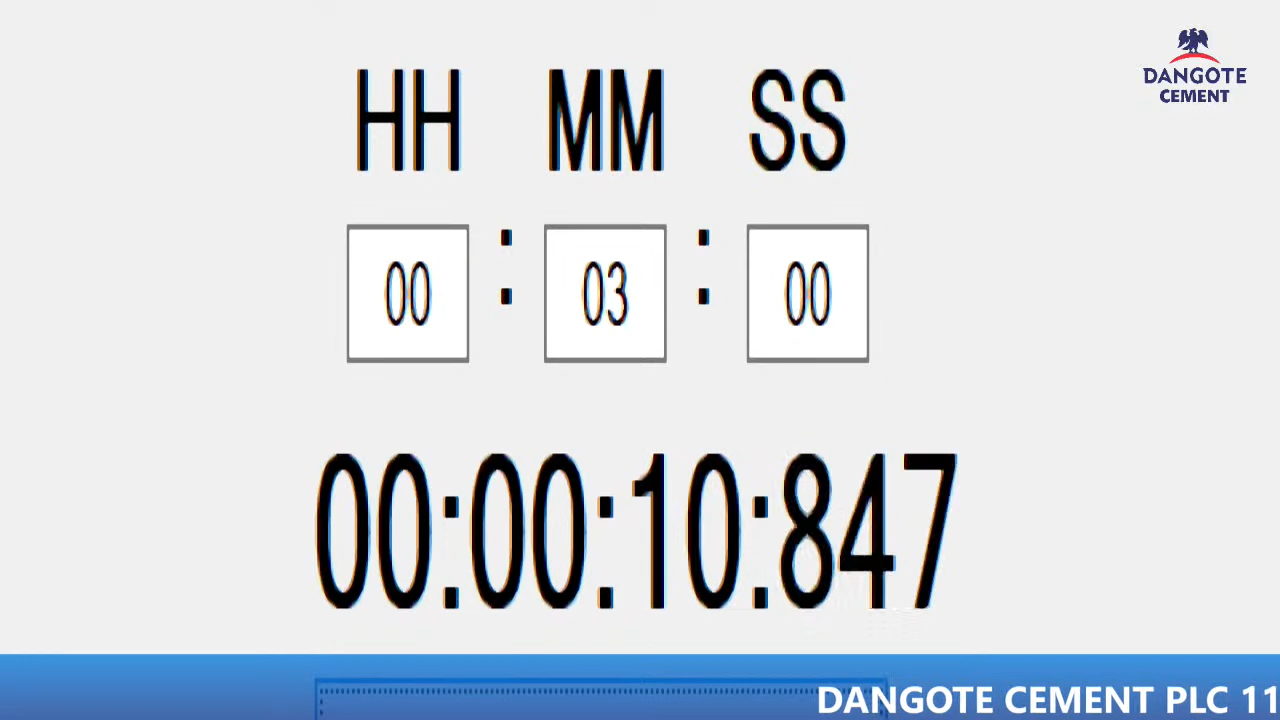 DANGOTE
CEMENT
HH MM SS
00 : 03 : 00
00:00:10:847
DANGOTE CEMENT PLC 11